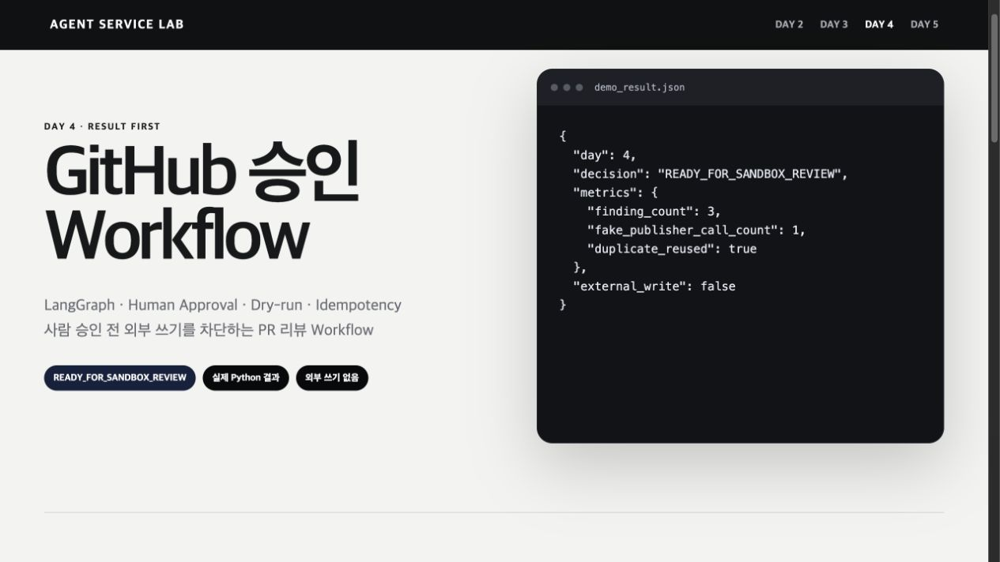 AGENT SERVICE LAB
DAY 2 DAY 3 DAY 4 DAY 5
DAY 4 · RESULT FIRST
GitHub 승인
Workflow
LangGraph · Human Approval · Dry-run · Idempotency
사람 승인 전 외부 쓰기를 차단하는 PR 리뷰 Workflow
READY_FOR_SANDBOX_REVIEW 실제 Python 결과 외부 쓰기 없음
demo_result.json
{
  "day": 4,
  "decision": "READY_FOR_SANDBOX_REVIEW",
  "metrics": {
    "finding_count": 3,
    "fake_publisher_call_count": 1,
    "duplicate_reused": true
  },
  "external_write": false
}